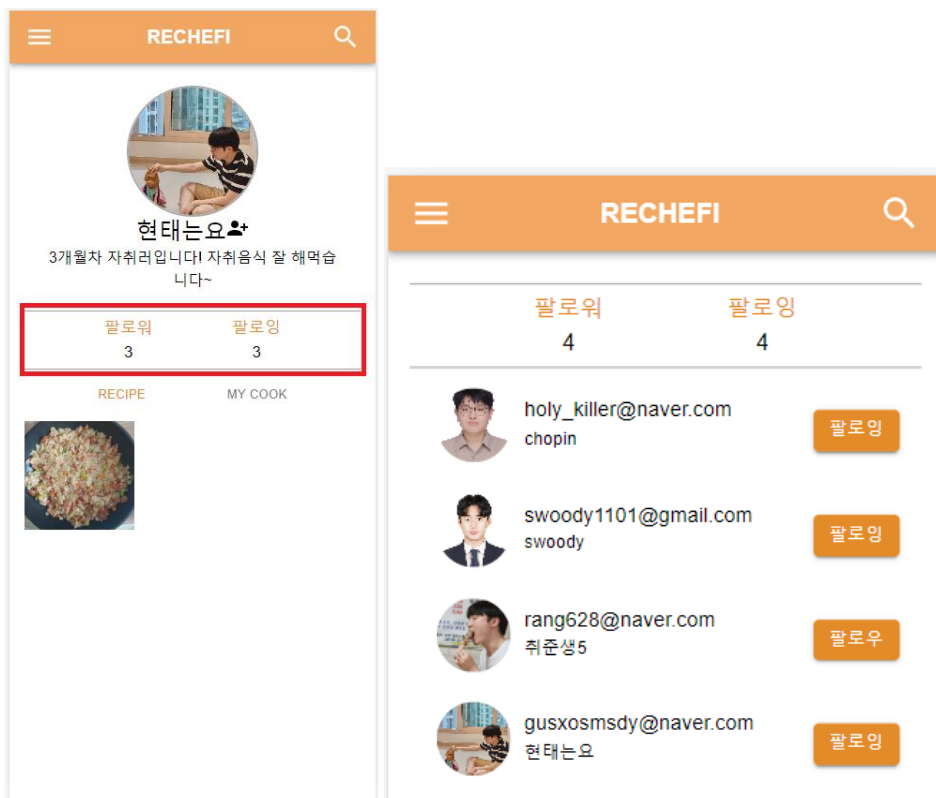 RECHEFI
현태는요
3개월차 자취러입니다! 자취음식 잘 해먹습
니다~
팔로워 팔로잉
3 3
RECIPE MY COOK
RECHEFI
팔로워 팔로잉
4 4
holy_killer@naver.com
chopin
팔로잉
swoody1101@gmail.com
swoody
팔로잉
rang628@naver.com
취준생5
팔로우
gusxosmsdy@naver.com
현태는요
팔로잉